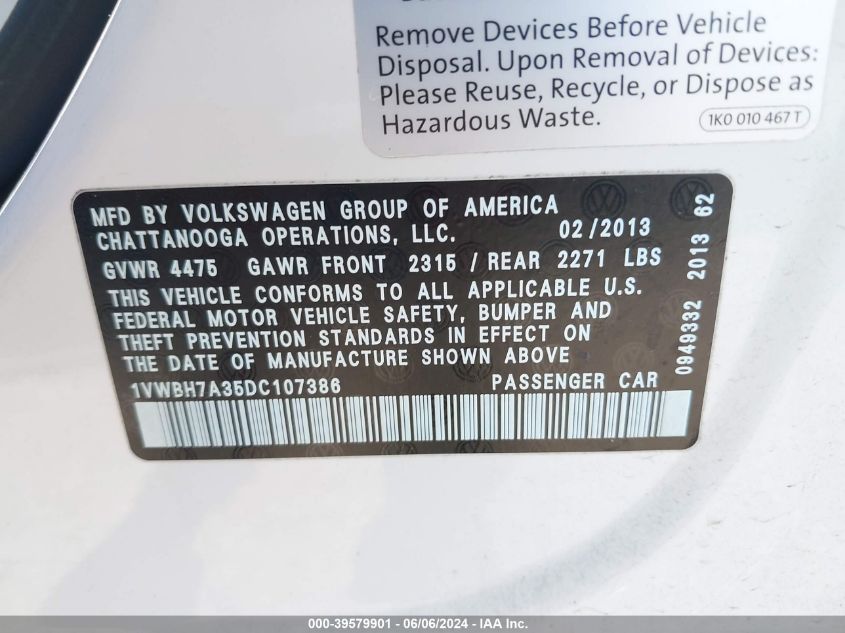 Remove Devices Before Vehicle
Disposal. Upon Removal of Devices:
Please Reuse, Recycle, or Dispose as
Hazardous Waste.
1K0 010 467 T
MFD BY VOLKSWAGEN GROUP OF AMERICA
CHATTANOOGA OPERATIONS, LLC. 02/2013
GVWR 4475 GAWR FRONT 2315 / REAR 2271 LBS
THIS VEHICLE CONFORMS TO ALL APPLICABLE U.S.
FEDERAL MOTOR VEHICLE SAFETY, BUMPER AND
THEFT PREVENTION STANDARDS IN EFFECT ON
THE DATE OF MANUFACTURE SHOWN ABOVE
1VWBH7A35DC107386 PASSENGER CAR
0949332 2013 62
000-39579901 - 06/06/2024 - IAA Inc.